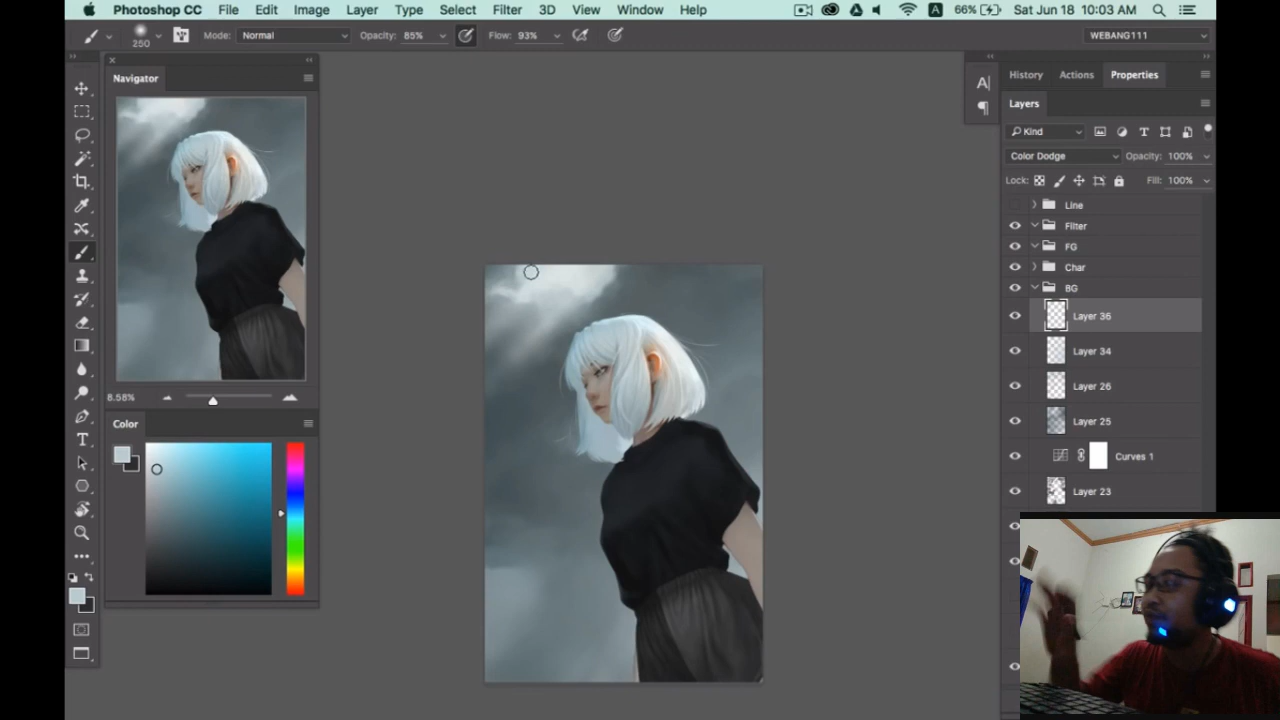 Photoshop CC File Edit Image Layer Type Select Filter 3D View Window Help A 66% Sat Jun 18 10:03 AM
250 Mode: Normal Opacity: 85% Flow: 93% WEBANG111
Navigator
8.58%
Color
T
A
History Actions Properties
Layers
Kind T
Color Dodge Opacity: 100%
Lock: Fill: 100%
Line
Filter
FG
Char
BG
Layer 36
Layer 34
Layer 26
Layer 25
Curves 1
Layer 23